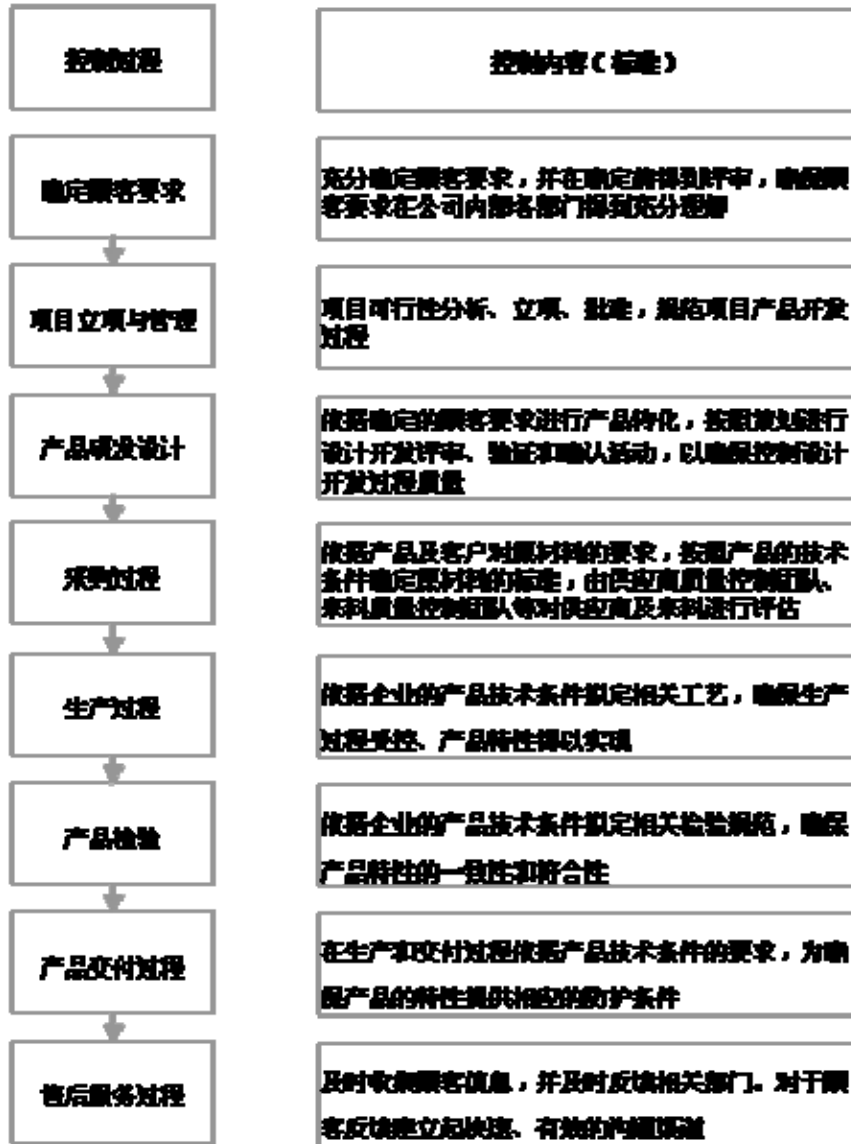 控制过程
控制内容（标准）
确定顾客要求
充分确定顾客要求，并在确定前得到评审，确保顾
客要求在公司内部各部门得到充分理解
项目立项与管理
项目可行性分析、立项、批准，规范项目产品开发
过程
产品研发设计
依据确定的顾客要求进行产品转化，按照策划进行
设计开发评审、验证和确认活动，以确保控制设计
开发过程质量
采购过程
依据产品及客户对原材料的要求，按照产品的技术
条件确定原材料的标准，由供应商质量控制团队、
来料质量控制团队等对供应商及来料进行评估
生产过程
依据企业的产品技术条件拟定相关工艺，确保生产
过程受控、产品特性得以实现
产品检验
依据企业的产品技术条件拟定相关检验规范，确保
产品特性的一致性和符合性
产品交付过程
在生产和交付过程依据产品技术条件的要求，为确
保产品的特性提供相应的防护条件
售后服务过程
及时收集顾客信息，并及时反馈相关部门。对于顾
客反馈建立起快速、有效的沟通渠道